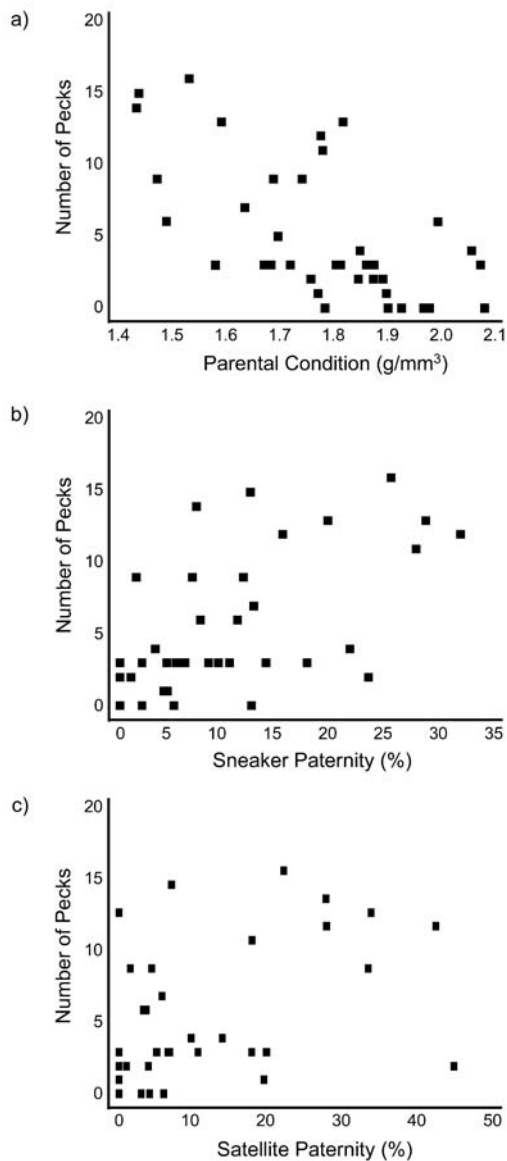 a)
20
15
10
5
0
Number of Pecks
1.4 1.5 1.6 1.7 1.8 1.9 2.0 2.1
Parental Condition (g/mm³)
b)
20
15
10
5
0
Number of Pecks
0 5 10 15 20 25 30 35
Sneaker Paternity (%)
c)
20
15
10
5
0
Number of Pecks
0 10 20 30 40 50
Satellite Paternity (%)